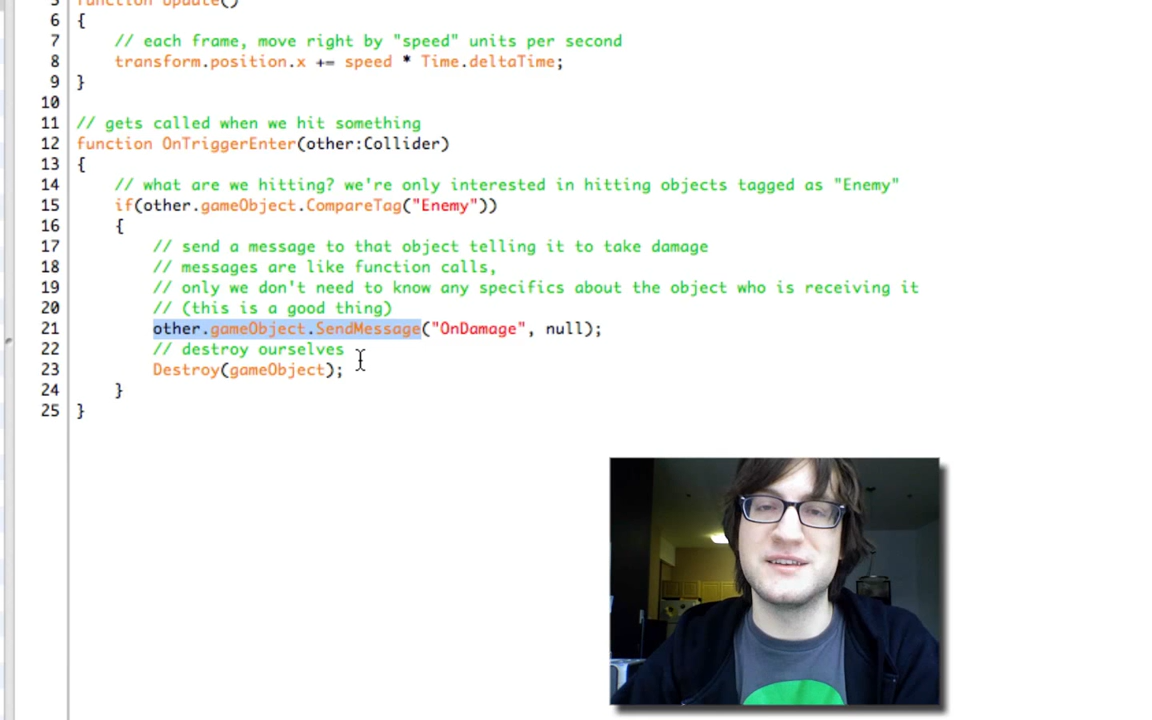 5 function Update()
6 {
7 // each frame, move right by "speed" units per second
8 transform.position.x += speed * Time.deltaTime;
9 }
10
11 // gets called when we hit something
12 function OnTriggerEnter(other:Collider)
13 {
14 // what are we hitting? we're only interested in hitting objects tagged as "Enemy"
15 if(other.gameObject.CompareTag("Enemy"))
16 {
17 // send a message to that object telling it to take damage
18 // messages are like function calls,
19 // only we don't need to know any specifics about the object who is receiving it
20 // (this is a good thing)
21 other.gameObject.SendMessage("OnDamage", null);
22 // destroy ourselves
23 Destroy(gameObject);
24 }
25 }